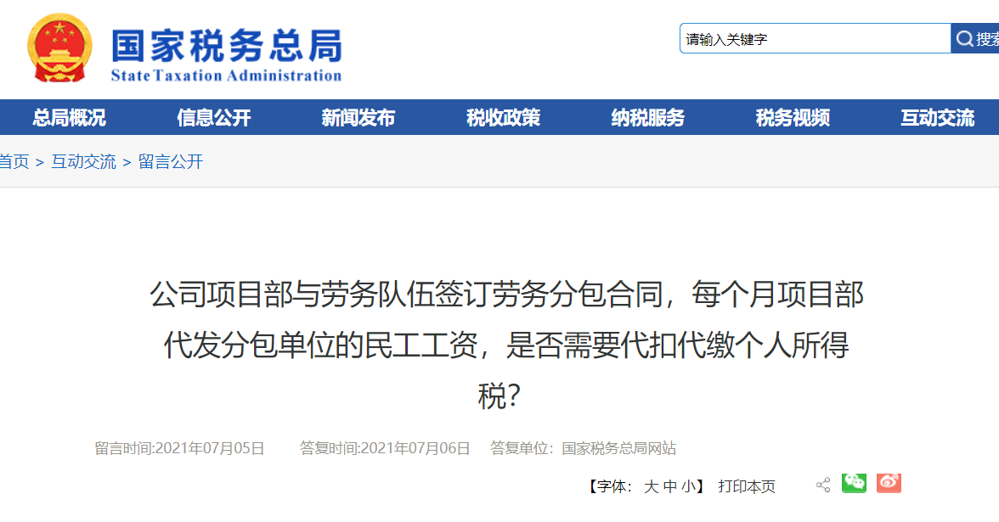 国家税务总局
State Taxation Administration
请输入关键字
搜索
总局概况 信息公开 新闻发布 税收政策 纳税服务 税务视频 互动交流
首页 > 互动交流 > 留言公开
公司项目部与劳务队伍签订劳务分包合同，每个月项目部
代发分包单位的民工工资，是否需要代扣代缴个人所得
税？
留言时间:2021年07月05日 答复时间:2021年07月06日 答复单位：国家税务总局网站
【字体： 大 中 小】 打印本页